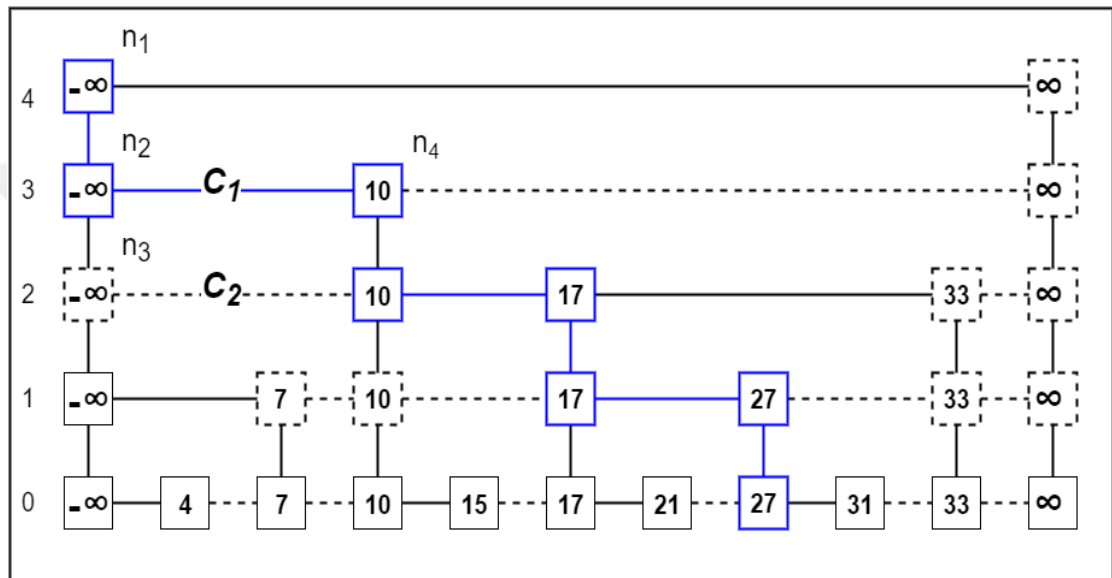 n1
4 -∞ ∞
n2 n4
3 -∞ C1 10 ∞
n3
2 -∞ C2 10 17 33 ∞
1 -∞ 7 10 17 27 33 ∞
0 -∞ 4 7 10 15 17 21 27 31 33 ∞